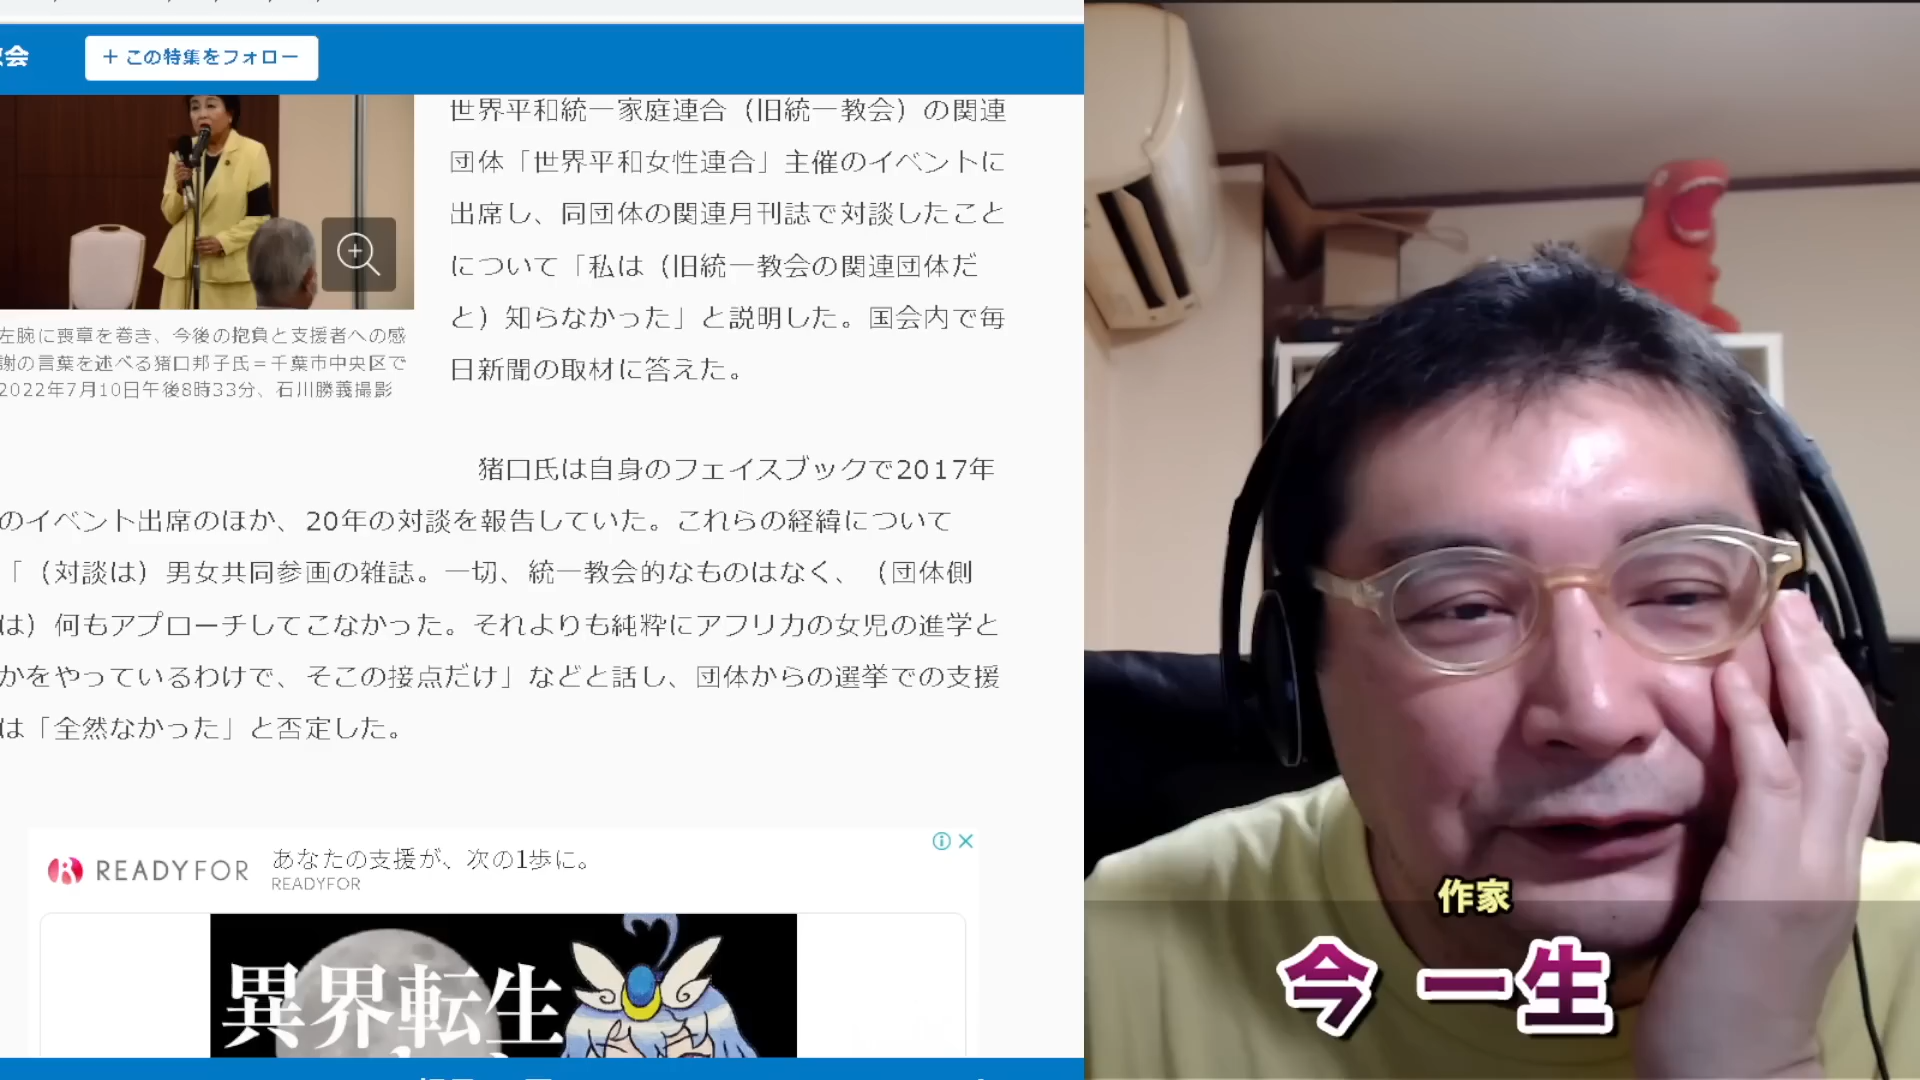 会
＋ この特集をフォロー
世界平和統一家庭連合（旧統一教会）の関連
団体「世界平和女性連合」主催のイベントに
出席し、同団体の関連月刊誌で対談したこと
について「私は（旧統一教会の関連団体だ
と）知らなかった」と説明した。国会内で毎
日新聞の取材に答えた。
左腕に喪章を巻き、今後の抱負と支援者への感
謝の言葉を述べる猪口邦子氏＝千葉市中央区で
2022年7月10日午後8時33分、石川勝義撮影
猪口氏は自身のフェイスブックで2017年
のイベント出席のほか、20年の対談を報告していた。これらの経緯について
「（対談は）男女共同参画の雑誌。一切、統一教会的なものはなく、（団体側
は）何もアプローチしてこなかった。それよりも純粋にアフリカの女児の進学と
かをやっているわけで、そこの接点だけ」などと話し、団体からの選挙での支援
は「全然なかった」と否定した。
READYFOR
あなたの支援が、次の1歩に。
READYFOR
異界転生
作家
今 一生